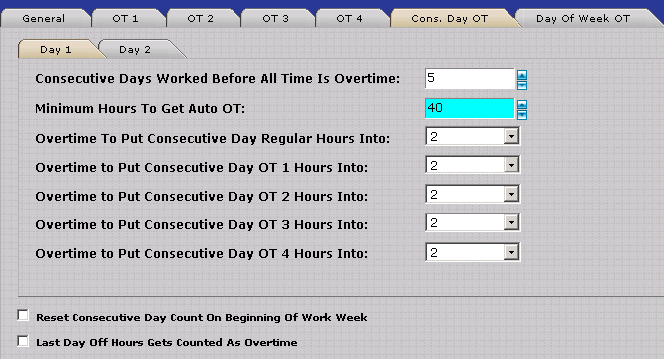 General OT 1 OT 2 OT 3 OT 4 Cons. Day OT Day Of Week OT
Day 1 Day 2
Consecutive Days Worked Before All Time Is Overtime: 5
Minimum Hours To Get Auto OT: 40
Overtime To Put Consecutive Day Regular Hours Into: 2
Overtime to Put Consecutive Day OT 1 Hours Into: 2
Overtime to Put Consecutive Day OT 2 Hours Into: 2
Overtime to Put Consecutive Day OT 3 Hours Into: 2
Overtime to Put Consecutive Day OT 4 Hours Into: 2
Reset Consecutive Day Count On Beginning Of Work Week
Last Day Off Hours Gets Counted As Overtime